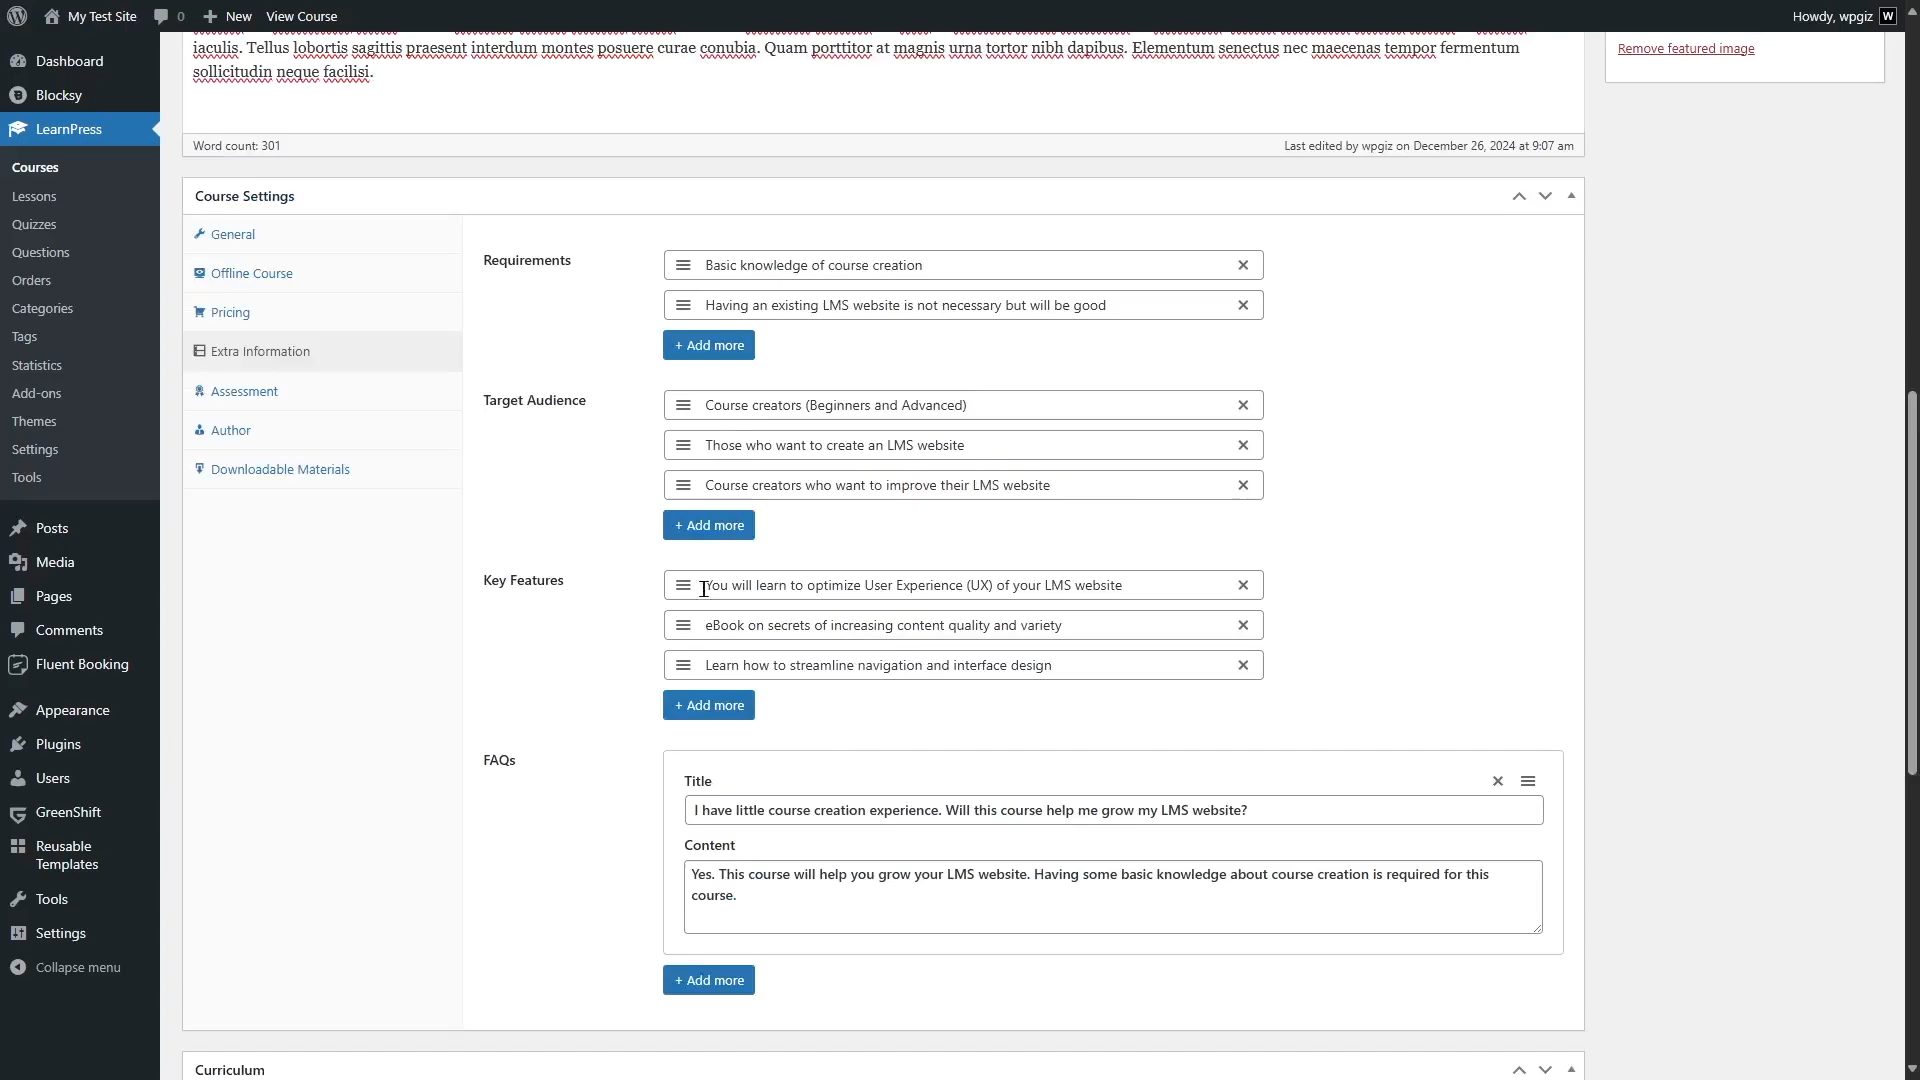 My Test Site
0
New
View Course
Howdy, wpgiz
Dashboard
Blocksy
LearnPress
Courses
Lessons
Quizzes
Questions
Orders
Categories
Tags
Statistics
Add-ons
Themes
Settings
Tools
Posts
Media
Pages
Comments
Fluent Booking
Appearance
Plugins
Users
GreenShift
Reusable
Templates
Tools
Settings
Collapse menu
iaculis. Tellus lobortis sagittis praesent interdum montes posuere curae conubia. Quam porttitor at magnis urna tortor nibh dapibus. Elementum senectus nec maecenas tempor fermentum
sollicitudin neque facilisi.
Word count: 301
Last edited by wpgiz on December 26, 2024 at 9:07 am
Remove featured image
Course Settings
General
Offline Course
Pricing
Extra Information
Assessment
Author
Downloadable Materials
Requirements
Basic knowledge of course creation
Having an existing LMS website is not necessary but will be good
+ Add more
Target Audience
Course creators (Beginners and Advanced)
Those who want to create an LMS website
Course creators who want to improve their LMS website
+ Add more
Key Features
You will learn to optimize User Experience (UX) of your LMS website
eBook on secrets of increasing content quality and variety
Learn how to streamline navigation and interface design
+ Add more
FAQs
Title
I have little course creation experience. Will this course help me grow my LMS website?
Content
Yes. This course will help you grow your LMS website. Having some basic knowledge about course creation is required for this
course.
+ Add more
Curriculum